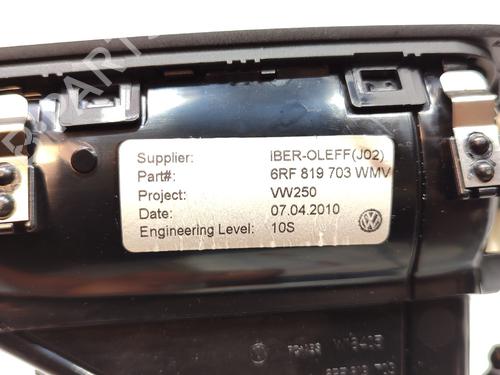 Supplier: IBER-OLEFF(J02)
Part#: 6RF 819 703 WMV
Project: VW250
Date: 07.04.2010
Engineering Level: 10S